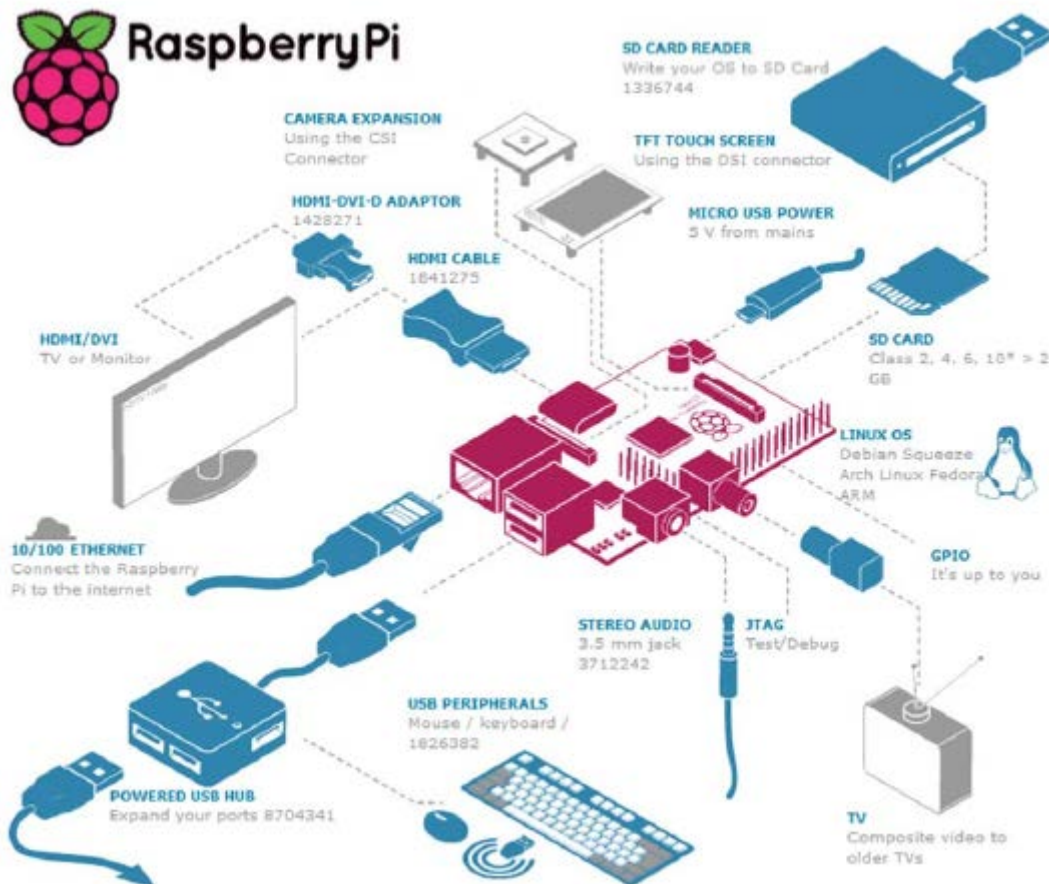 RaspberryPi
SD CARD READER
Write your OS to SD Card
1336744
CAMERA EXPANSION
Using the CSI
Connector
TFT TOUCH SCREEN
Using the DSI connector
HDMI-DVI-D ADAPTOR
1428271
MICRO USB POWER
5 V from mains
HDMI CABLE
1841275
HDMI/DVI
TV or Monitor
SD CARD
Class 2, 4, 6, 10* > 2
GB
LINUX OS
Debian Squeeze
Arch Linux Fedora
ARM
10/100 ETHERNET
Connect the Raspberry
Pi to the internet
GPIO
It's up to you
STEREO AUDIO
3.5 mm jack
3712242
JTAG
Test/Debug
USB PERIPHERALS
Mouse / keyboard /
1826382
POWERED USB HUB
Expand your ports 8704341
TV
Composite video to
older TVs